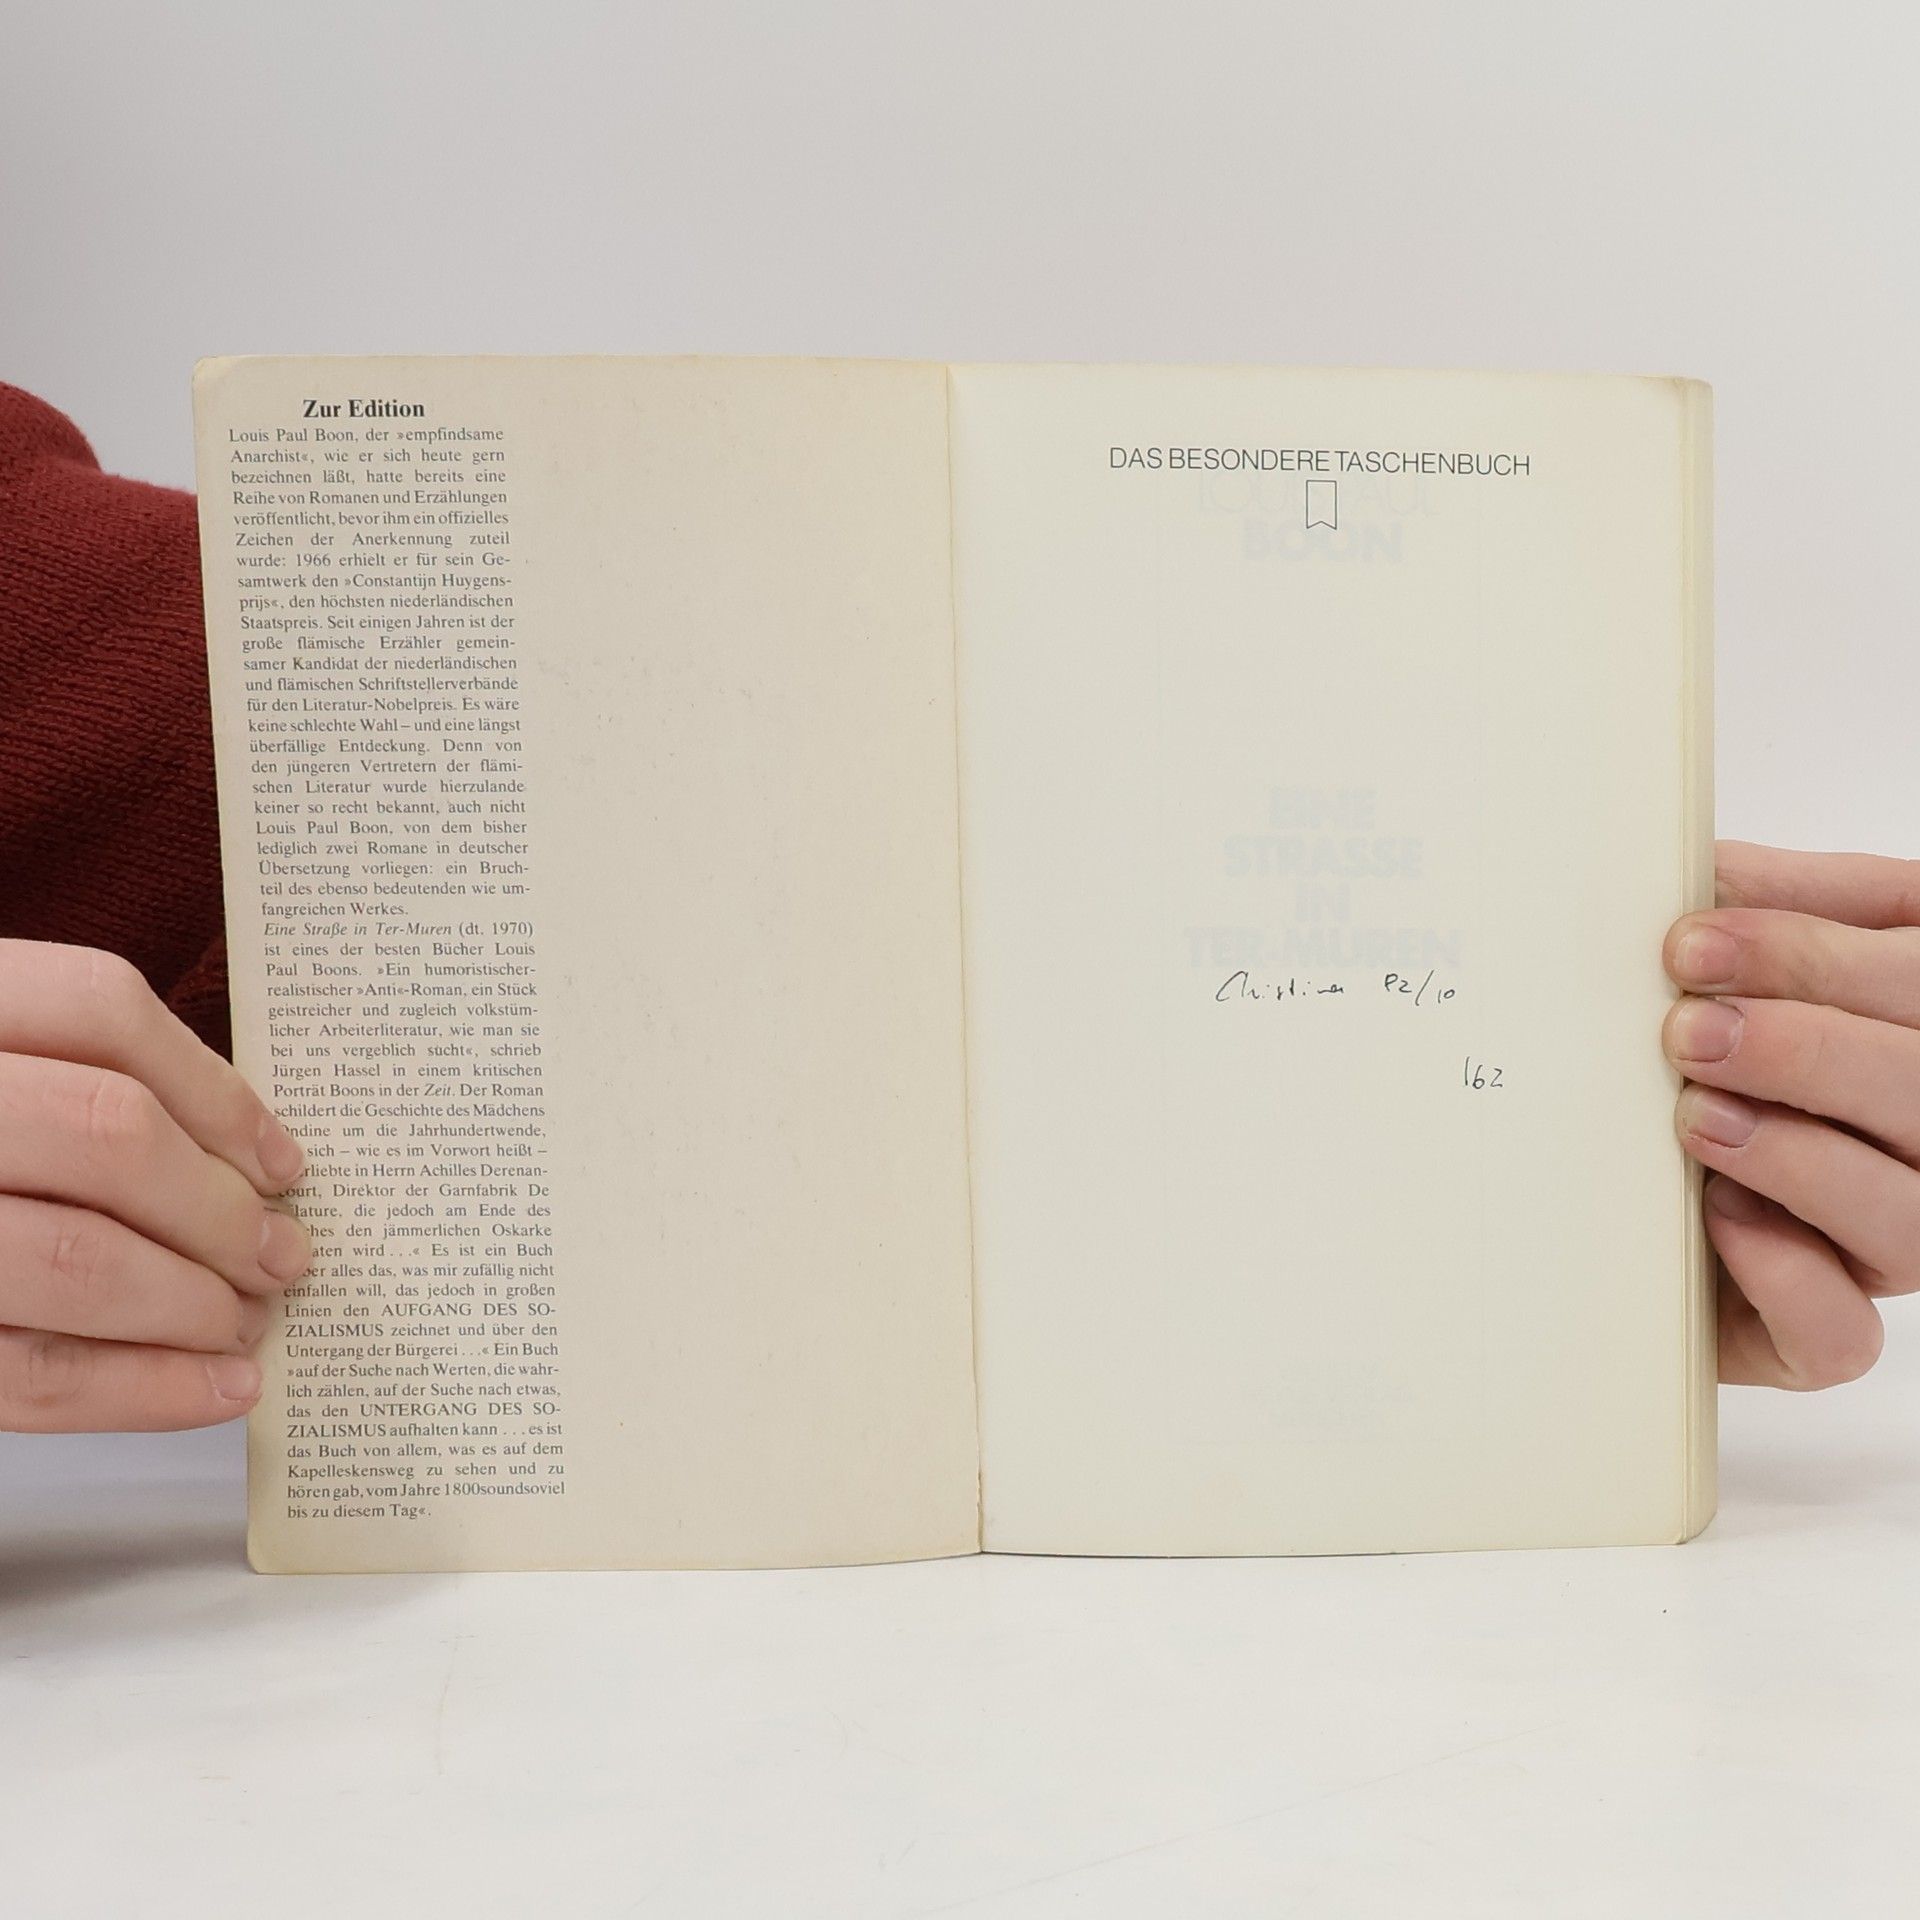 Zur Edition
Louis Paul Boon, der »empfindsame
Anarchist«, wie er sich heute gern
bezeichnen läßt, hatte bereits eine
Reihe von Romanen und Erzählungen
veröffentlicht, bevor ihm ein offizielles
Zeichen der Anerkennung zuteil
wurde: 1966 erhielt er für sein Ge-
samtwerk den »Constantijn Huygens-
prijs«, den höchsten niederländischen
Staatspreis. Seit einigen Jahren ist der
große flämische Erzähler gemein-
samer Kandidat der niederländischen
und flämischen Schriftstellerverbände
für den Literatur-Nobelpreis. Es wäre
keine schlechte Wahl – und eine längst
überfällige Entdeckung. Denn von
den jüngeren Vertretern der flämi-
schen Literatur wurde hierzulande
keiner so recht bekannt, auch nicht
Louis Paul Boon, von dem bisher
lediglich zwei Romane in deutscher
Übersetzung vorliegen: ein Bruch-
teil des ebenso bedeutenden wie um-
fangreichen Werkes.
Eine Straße in Ter-Muren (dt. 1970)
ist eines der besten Bücher Louis
Paul Boons. »Ein humoristischer-
realistischer »Anti«-Roman, ein Stück
geistreicher und zugleich volkstüm-
licher Arbeiterliteratur, wie man sie
bei uns vergeblich sucht«, schrieb
Jürgen Hassel in einem kritischen
Porträt Boons in der Zeit. Der Roman
schildert die Geschichte des Mädchens
Ondine um die Jahrhundertwende,
sich – wie es im Vorwort heißt –
rliebte in Herrn Achilles Derenan-
court, Direktor der Garnfabrik De
lature, die jedoch am Ende des
ches den jämmerlichen Oskarke
aten wird . . .« Es ist ein Buch
ber alles das, was mir zufällig nicht
einfallen will, das jedoch in großen
Linien den AUFGANG DES SO-
ZIALISMUS zeichnet und über den
Untergang der Bürgerei . . .« Ein Buch
»auf der Suche nach Werten, die wahr-
lich zählen, auf der Suche nach etwas,
das den UNTERGANG DES SO-
ZIALISMUS aufhalten kann . . . es ist
das Buch von allem, was es auf dem
Kapelleskensweg zu sehen und zu
hören gab, vom Jahre 1800soundsoviel
bis zu diesem Tag«.
DAS BESONDERE TASCHENBUCH
LOUIS PAUL
BOON
EINE
STRASSE
IN
TER-MUREN
Christina 82/10
162